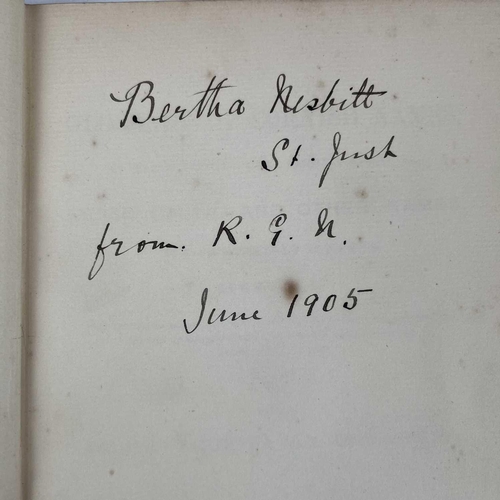 Bertha Nesbitt
St. Just
from. R. G. N.
June 1905